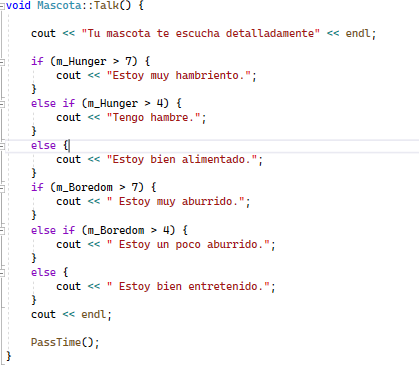 void Mascota::Talk() {
cout << "Tu mascota te escucha detalladamente" << endl;
if (m_Hunger > 7) {
cout << "Estoy muy hambriento.";
}
else if (m_Hunger > 4) {
cout << "Tengo hambre.";
}
else {
cout << "Estoy bien alimentado.";
}
if (m_Boredom > 7) {
cout << " Estoy muy aburrido.";
}
else if (m_Boredom > 4) {
cout << " Estoy un poco aburrido.";
}
else {
cout << " Estoy bien entretenido.";
}
cout << endl;
PassTime();
}